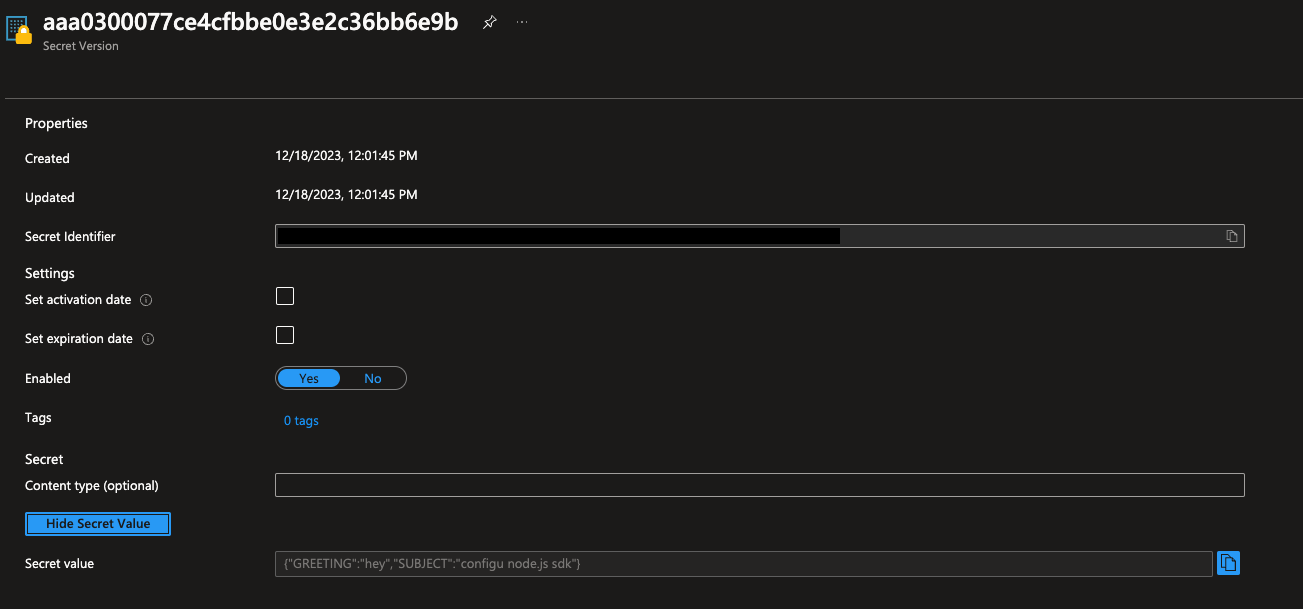 aaa0300077ce4cfbbe0e3e2c36bb6e9b
Secret Version
Properties
Created 12/18/2023, 12:01:45 PM
Updated 12/18/2023, 12:01:45 PM
Secret Identifier
Settings
Set activation date
Set expiration date
Enabled Yes No
Tags 0 tags
Secret
Content type (optional)
Hide Secret Value
Secret value {"GREETING":"hey","SUBJECT":"configu node.js sdk"}